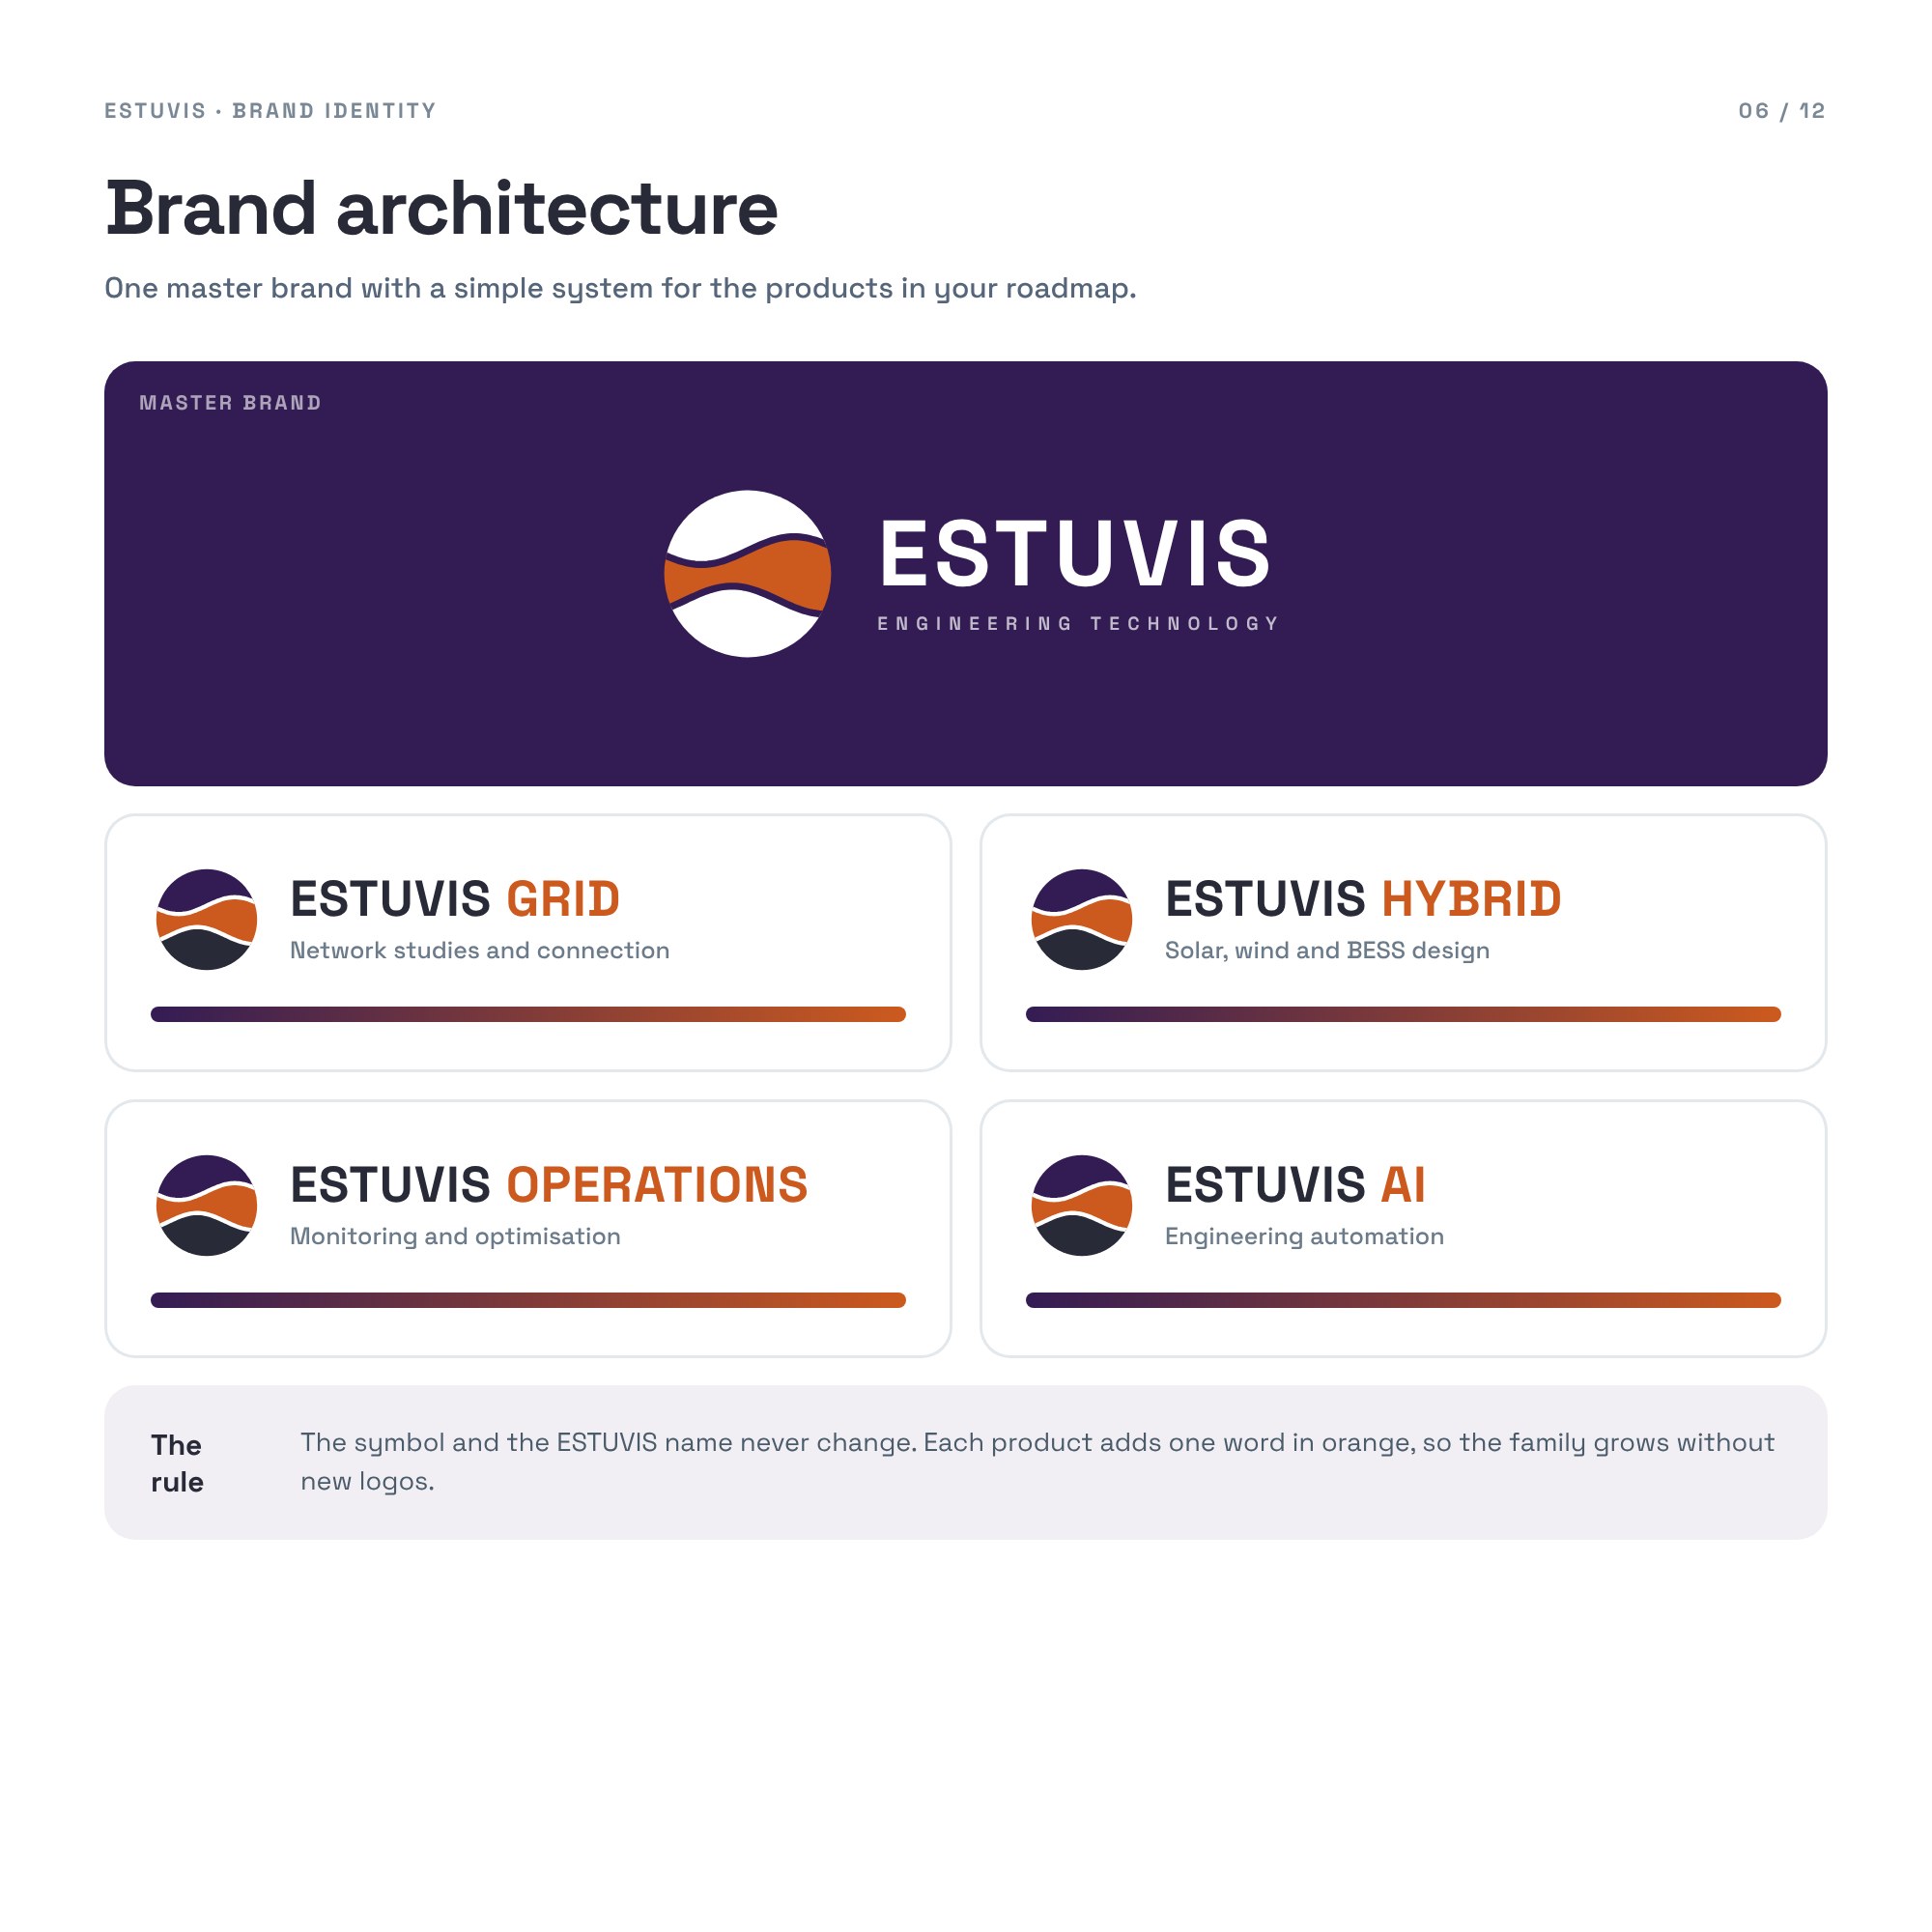 ESTUVIS · BRAND IDENTITY
06 / 12
Brand architecture
One master brand with a simple system for the products in your roadmap.
MASTER BRAND
ESTUVIS
ENGINEERING TECHNOLOGY
ESTUVIS GRID
Network studies and connection
ESTUVIS HYBRID
Solar, wind and BESS design
ESTUVIS OPERATIONS
Monitoring and optimisation
ESTUVIS AI
Engineering automation
The
rule
The symbol and the ESTUVIS name never change. Each product adds one word in orange, so the family grows without
new logos.